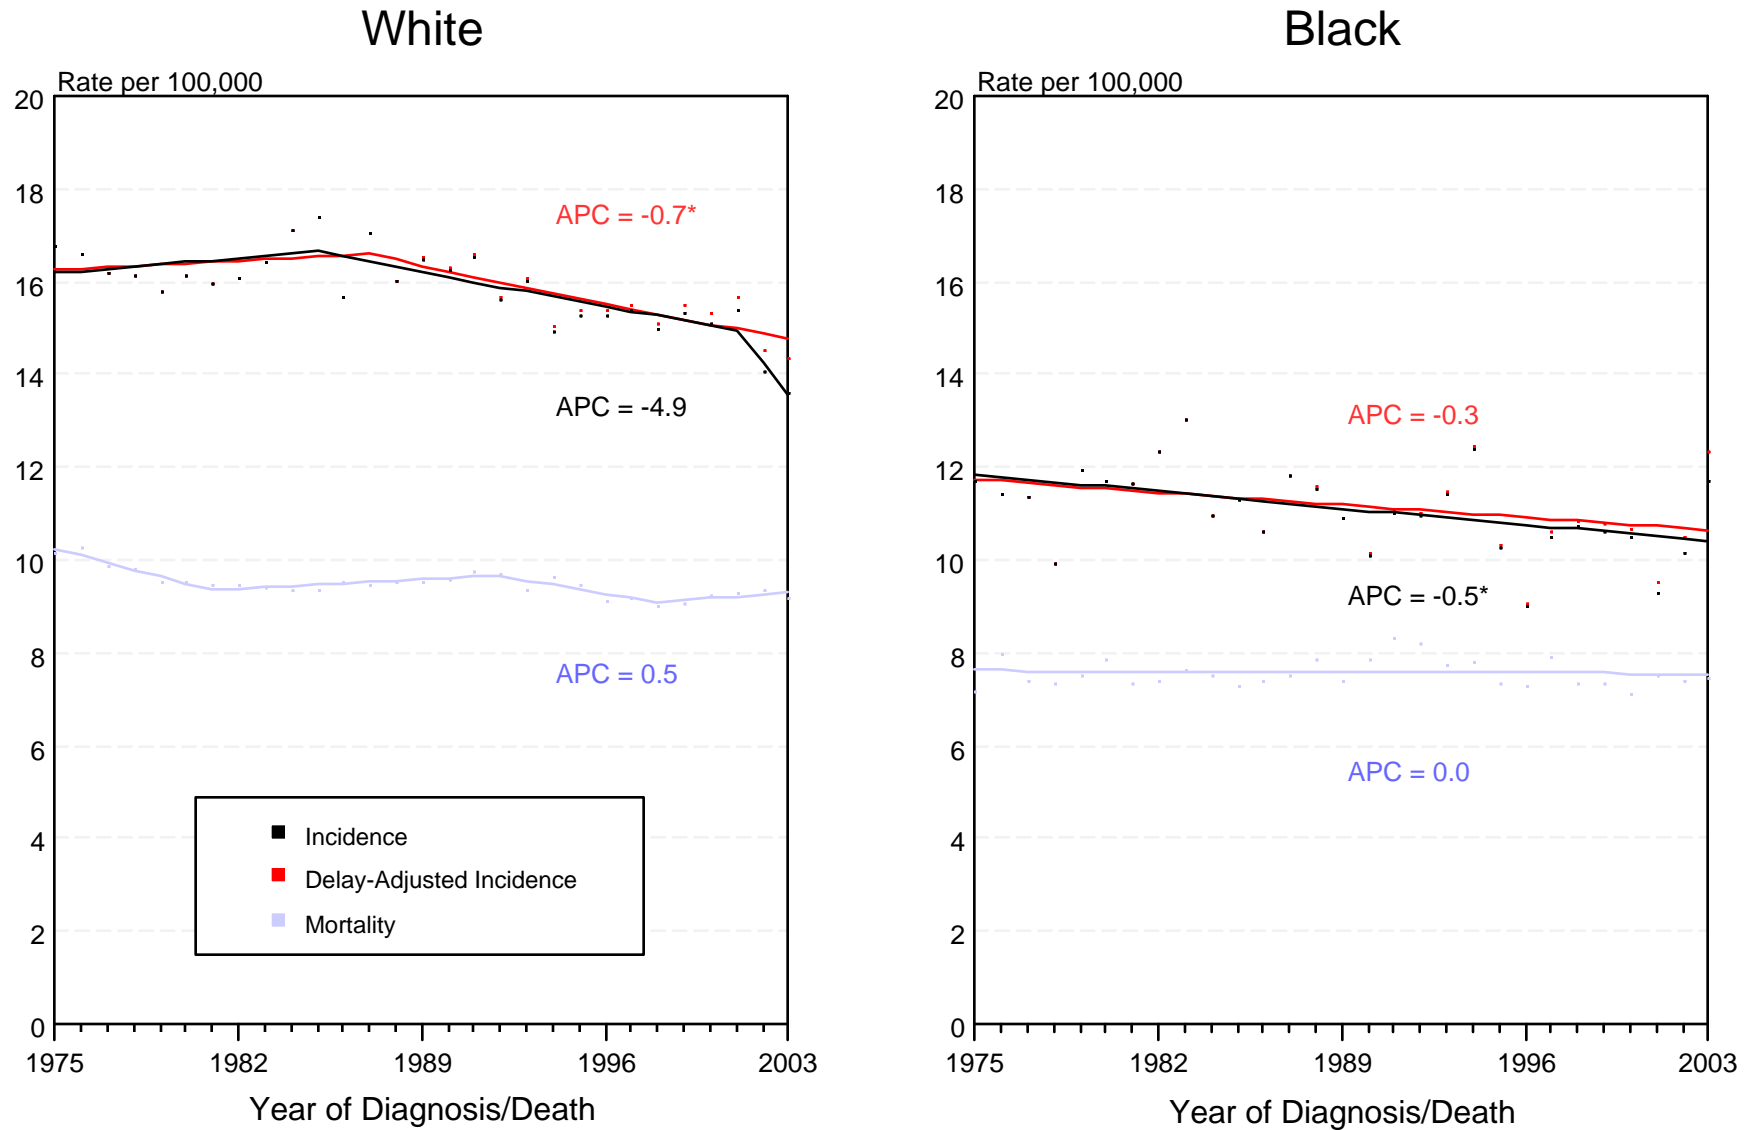 White
Rate per 100,000
20
18
16
14
12
10
8
6
4
2
0
APC = -0.7*
APC = -4.9
APC = 0.5
Incidence
Delay-Adjusted Incidence
Mortality
1975 1982 1989 1996 2003
Year of Diagnosis/Death
Black
Rate per 100,000
20
18
16
14
12
10
8
6
4
2
0
APC = -0.3
APC = -0.5*
APC = 0.0
1975 1982 1989 1996 2003
Year of Diagnosis/Death